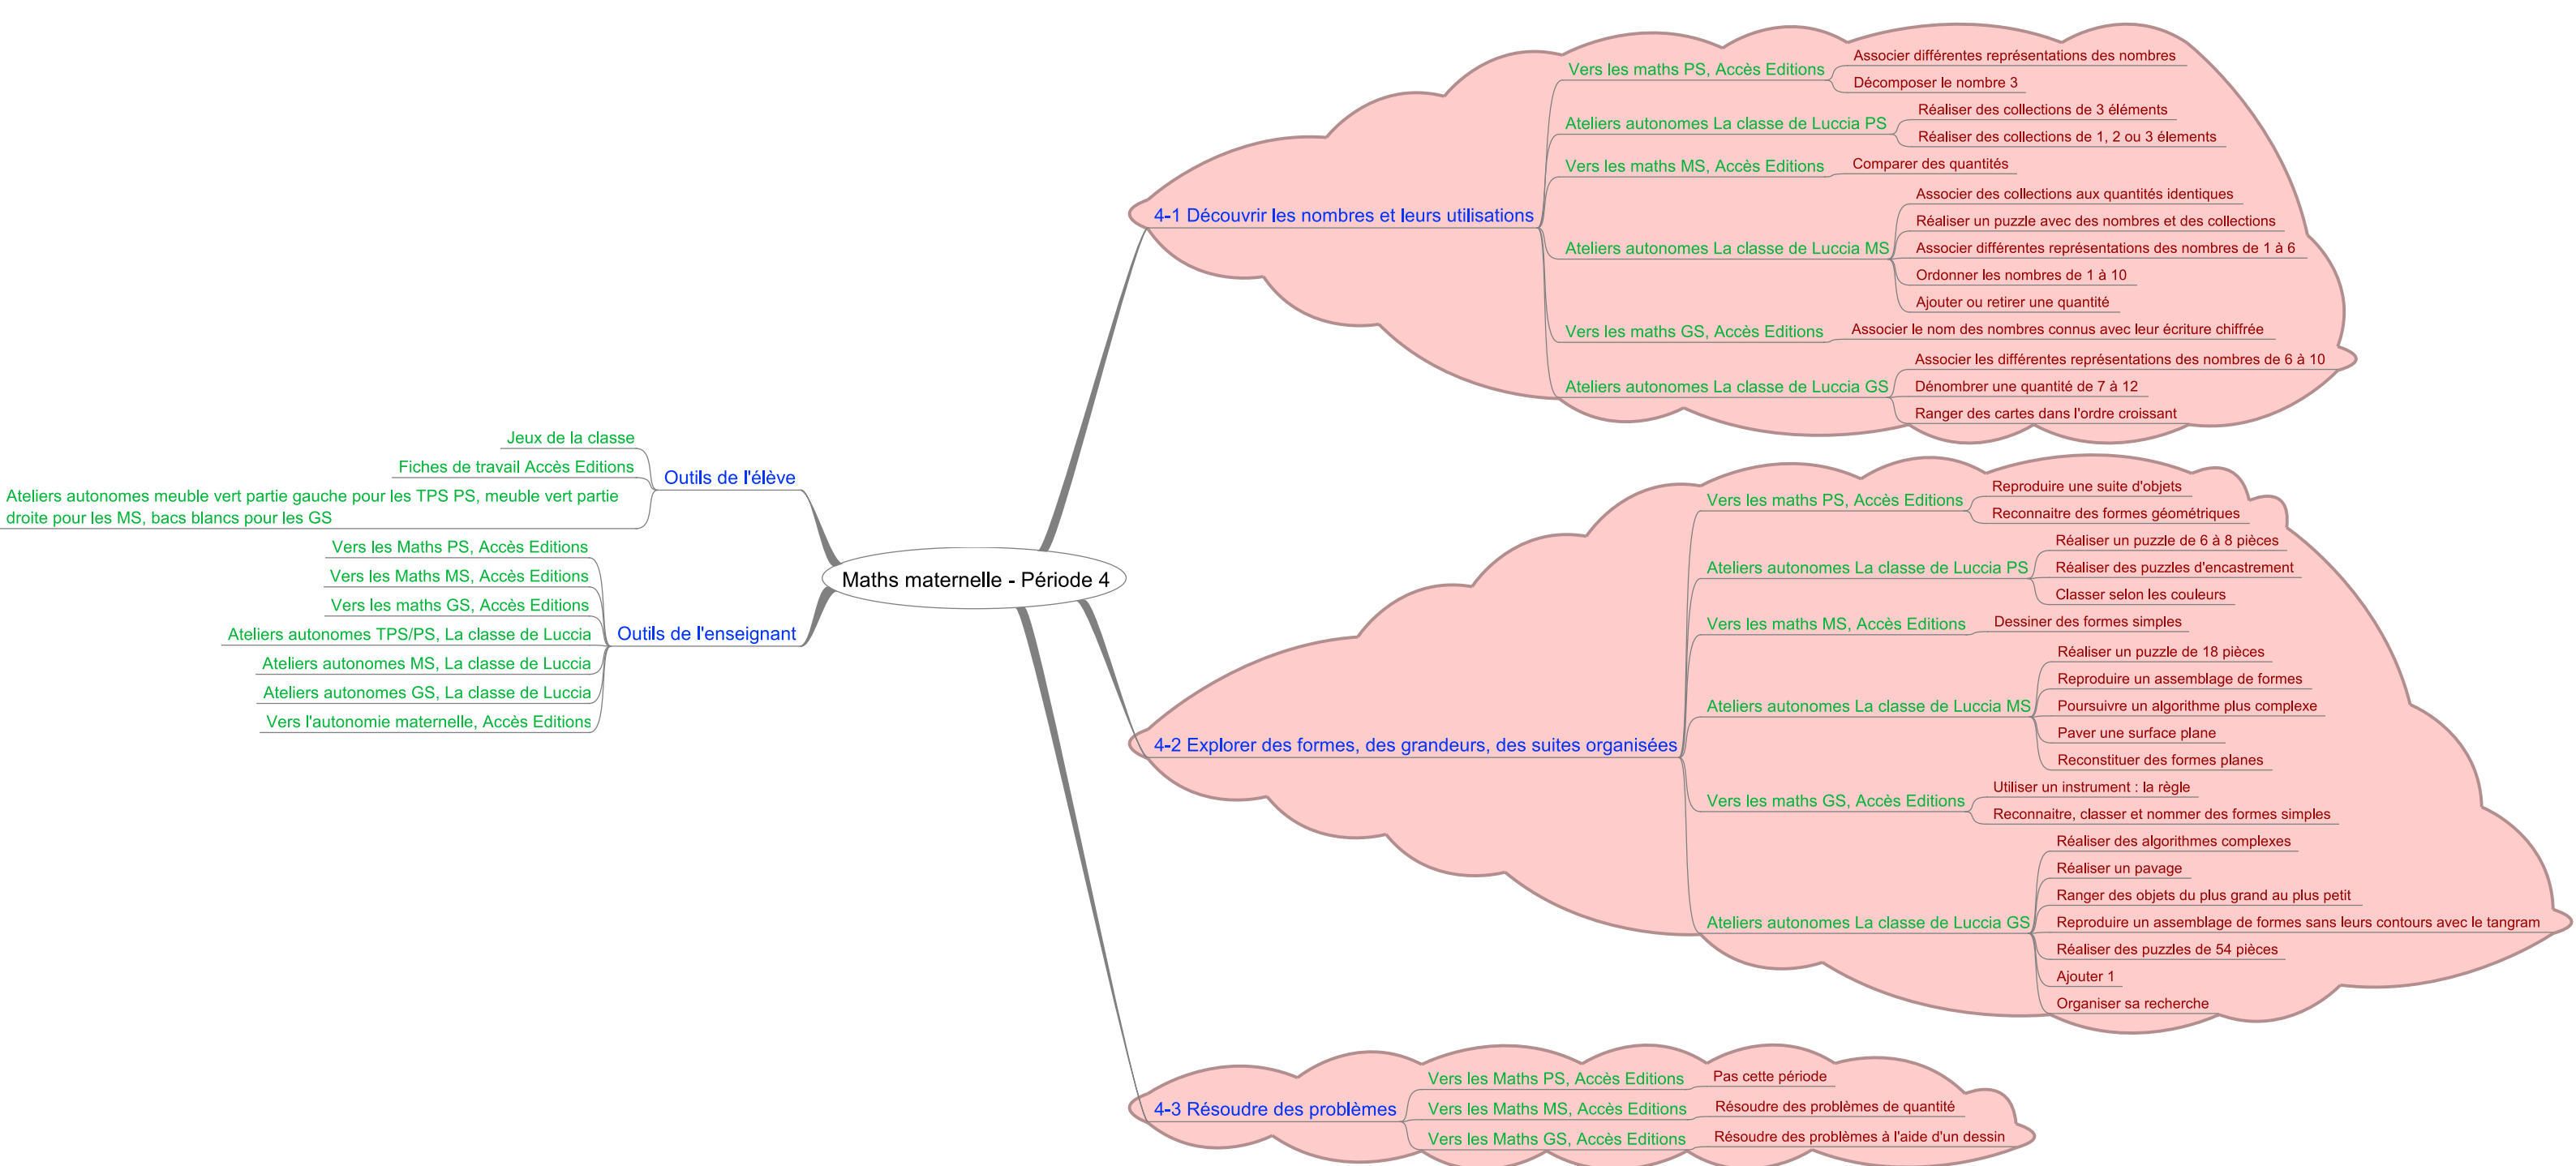 Maths maternelle - Période 4
Outils de l'élève
Jeux de la classe
Fiches de travail Accès Editions
Ateliers autonomes meuble vert partie gauche pour les TPS PS, meuble vert partie
droite pour les MS, bacs blancs pour les GS
Outils de l'enseignant
Vers les Maths PS, Accès Editions
Vers les Maths MS, Accès Editions
Vers les maths GS, Accès Editions
Ateliers autonomes TPS/PS, La classe de Luccia
Ateliers autonomes MS, La classe de Luccia
Ateliers autonomes GS, La classe de Luccia
Vers l'autonomie maternelle, Accès Editions
4-1 Découvrir les nombres et leurs utilisations
Vers les maths PS, Accès Editions
Associer différentes représentations des nombres
Décomposer le nombre 3
Ateliers autonomes La classe de Luccia PS
Réaliser des collections de 3 éléments
Réaliser des collections de 1, 2 ou 3 élements
Vers les maths MS, Accès Editions
Comparer des quantités
Ateliers autonomes La classe de Luccia MS
Associer des collections aux quantités identiques
Réaliser un puzzle avec des nombres et des collections
Associer différentes représentations des nombres de 1 à 6
Ordonner les nombres de 1 à 10
Ajouter ou retirer une quantité
Vers les maths GS, Accès Editions
Associer le nom des nombres connus avec leur écriture chiffrée
Ateliers autonomes La classe de Luccia GS
Associer les différentes représentations des nombres de 6 à 10
Dénombrer une quantité de 7 à 12
Ranger des cartes dans l'ordre croissant
4-2 Explorer des formes, des grandeurs, des suites organisées
Vers les maths PS, Accès Editions
Reproduire une suite d'objets
Reconnaitre des formes géométriques
Ateliers autonomes La classe de Luccia PS
Réaliser un puzzle de 6 à 8 pièces
Réaliser des puzzles d'encastrement
Classer selon les couleurs
Vers les maths MS, Accès Editions
Dessiner des formes simples
Ateliers autonomes La classe de Luccia MS
Réaliser un puzzle de 18 pièces
Reproduire un assemblage de formes
Poursuivre un algorithme plus complexe
Paver une surface plane
Reconstituer des formes planes
Vers les maths GS, Accès Editions
Utiliser un instrument : la règle
Reconnaitre, classer et nommer des formes simples
Ateliers autonomes La classe de Luccia GS
Réaliser des algorithmes complexes
Réaliser un pavage
Ranger des objets du plus grand au plus petit
Reproduire un assemblage de formes sans leurs contours avec le tangram
Réaliser des puzzles de 54 pièces
Ajouter 1
Organiser sa recherche
4-3 Résoudre des problèmes
Vers les Maths PS, Accès Editions
Pas cette période
Vers les Maths MS, Accès Editions
Résoudre des problèmes de quantité
Vers les Maths GS, Accès Editions
Résoudre des problèmes à l'aide d'un dessin